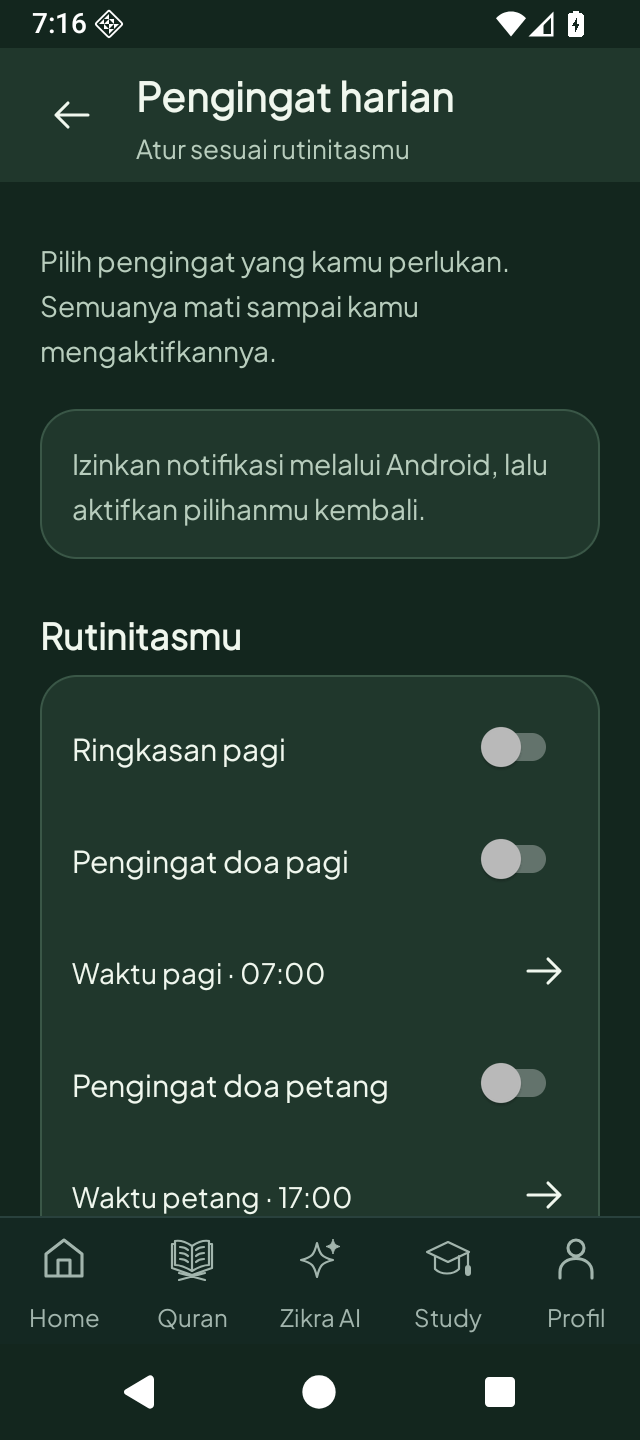 7:16
Pengingat harian
Atur sesuai rutinitasmu
Pilih pengingat yang kamu perlukan.
Semuanya mati sampai kamu
mengaktifkannya.
Izinkan notifikasi melalui Android, lalu
aktifkan pilihanmu kembali.
Rutinitasmu
Ringkasan pagi
Pengingat doa pagi
Waktu pagi · 07:00
Pengingat doa petang
Waktu petang · 17:00
Home Quran Zikra AI Study Profil